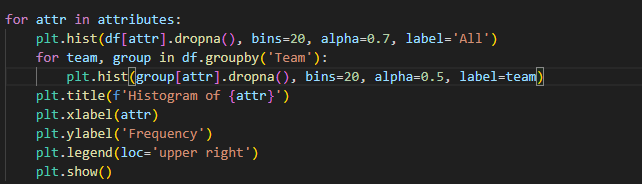 for attr in attributes:
    plt.hist(df[attr].dropna(), bins=20, alpha=0.7, label='All')
    for team, group in df.groupby('Team'):
        plt.hist(group[attr].dropna(), bins=20, alpha=0.5, label=team)
    plt.title(f'Histogram of {attr}')
    plt.xlabel(attr)
    plt.ylabel('Frequency')
    plt.legend(loc='upper right')
    plt.show()